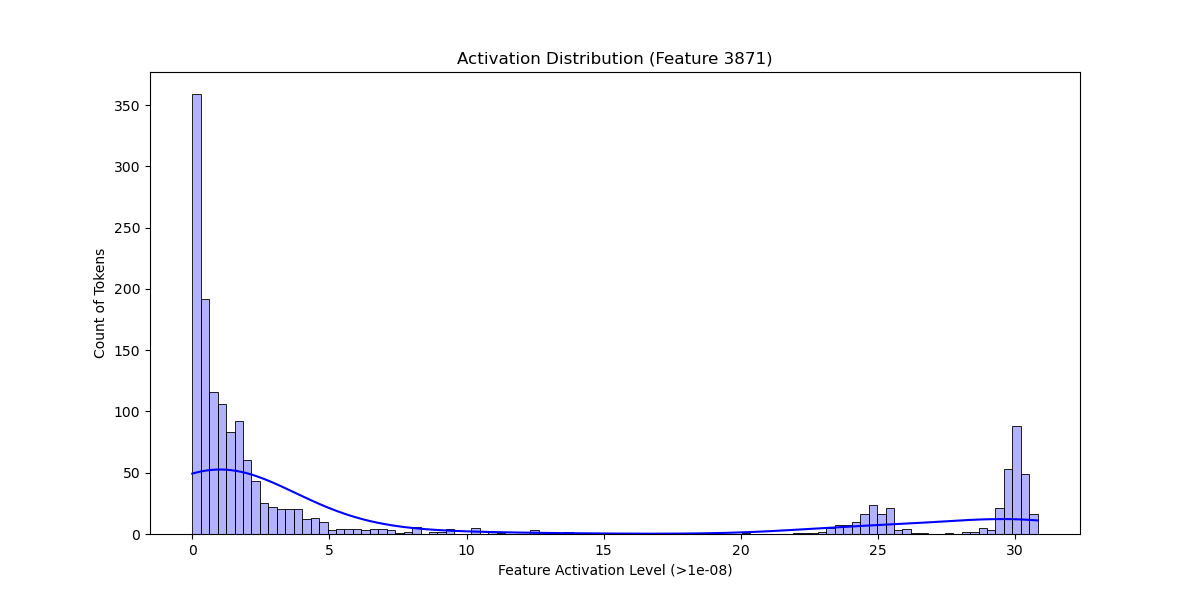 Activation Distribution (Feature 3871)
Count of Tokens
350
300
250
200
150
100
50
0
0 5 10 15 20 25 30
Feature Activation Level (>1e-08)